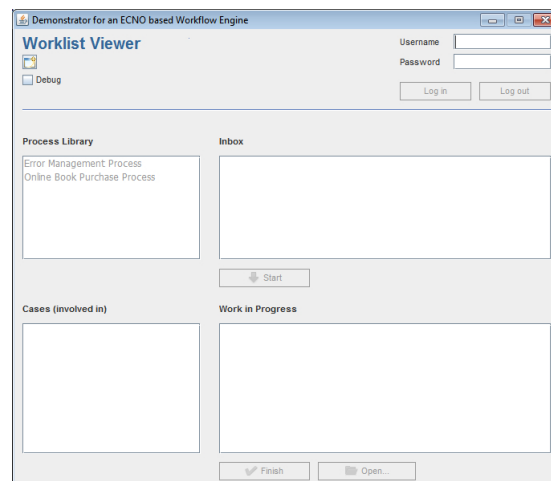 Demonstrator for an ECNO based Workflow Engine
Worklist Viewer
Username
Password
Debug
Log in
Log out
Process Library
Inbox
Error Management Process
Online Book Purchase Process
Start
Cases (involved in)
Work in Progress
Finish
Open...